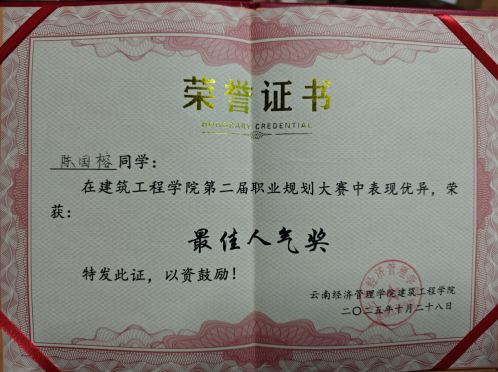 荣誉证书
HONORARY CREDENTIAL
陈国榕同学：
在建筑工程学院第二届职业规划大赛中表现优异，荣
获：
最佳人气奖
特发此证，以资鼓励！
云南经济管理学院建筑工程学院
二〇二五年十月二十八日